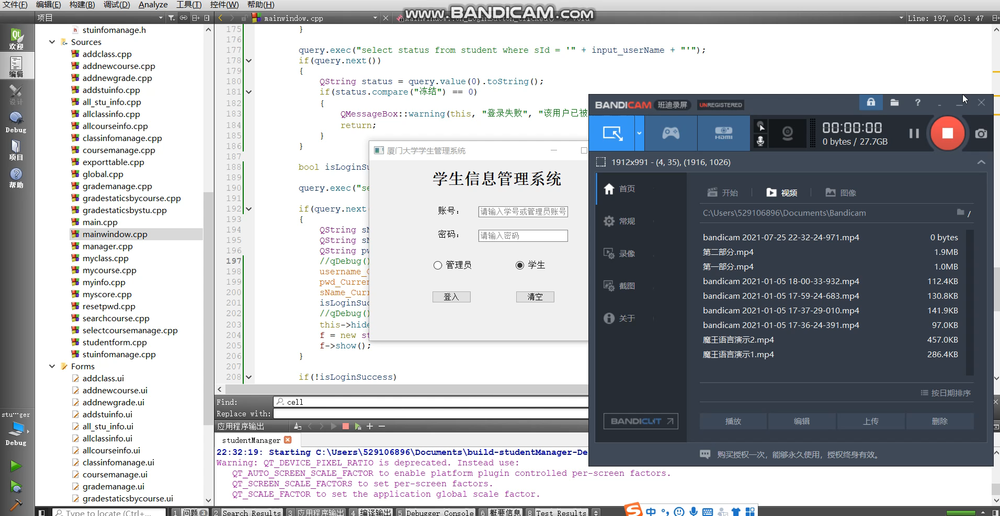 文件(F) 编辑(E) 构建(B) 调试(D) Analyze 工具(T) 控件(W) 帮助(H)
www.BANDICAM.com
项目
mainwindow.cpp
Line: 197, Col: 47
欢迎
编辑
设计
Debug
项目
帮助
stu···ger
Debug
stuinfomanage.h
Sources
addclass.cpp
addnewcourse.cpp
addnewgrade.cpp
addstuinfo.cpp
all_stu_info.cpp
allclassinfo.cpp
allcourseinfo.cpp
classinfomanage.cpp
coursemanage.cpp
exporttable.cpp
global.cpp
grademanage.cpp
gradestaticsbycourse.cpp
gradestaticsbystu.cpp
main.cpp
mainwindow.cpp
manager.cpp
myclass.cpp
mycourse.cpp
myinfo.cpp
myscore.cpp
resetpwd.cpp
searchcourse.cpp
selectcoursemanage.cpp
studentform.cpp
stuinfomanage.cpp
Forms
addclass.ui
addnewcourse.ui
addnewgrade.ui
addstuinfo.ui
all_stu_info.ui
allclassinfo.ui
allcourseinfo.ui
classinfomanage.ui
coursemanage.ui
grademanage.ui
gradestaticsbycourse.ui
175 }
176
177 query.exec("select status from student where sId = '" + input_userName + "'");
178 if(query.next())
179 {
180 QString status = query.value(0).toString();
181 if(status.compare("冻结") == 0)
182 {
183 QMessageBox::warning(this, "登录失败", "该用户已被
184 return;
185 }
186 }
187
188 bool isLoginSu
189
190 query.exec("se
191
192 if(query.next
193 {
194 QString sN
195 QString sN
196 QString pw
197 //qDebug()
198 username_C
199 pwd_Curren
200 sName_Curr
201 isLoginSuc
202 //qDebug()
203 this->hide
204 f = new st
205 f->show();
206 }
207
208 if(!isLoginSuccess)
厦门大学学生管理系统
学生信息管理系统
账号：
请输入学号或管理员账号
密码：
请输入密码
管理员
学生
登入
清空
BANDICAM 班迪录屏 UNREGISTERED
HDMI
00:00:00
0 bytes / 27.7GB
1912x991 - (4, 35), (1916, 1026)
首页
常规
录像
截图
关于
BANDICUT
开始 视频 图像
C:\Users\529106896\Documents\Bandicam
bandicam 2021-07-25 22-32-24-971.mp4 0 bytes
第二部分.mp4 1.9MB
第一部分.mp4 1.0MB
bandicam 2021-01-05 18-00-33-932.mp4 112.4KB
bandicam 2021-01-05 17-59-24-683.mp4 130.8KB
bandicam 2021-01-05 17-37-29-010.mp4 141.9KB
bandicam 2021-01-05 17-36-24-391.mp4 97.0KB
魔王语言演示2.mp4 457.0KB
魔王语言演示1.mp4 286.4KB
按日期排序
播放 编辑 上传 删除
购买授权一次，能够永久使用，授权终身有效。
Find: cell
Replace with:
应用程序输出
studentManager
22:32:19: Starting C:\Users\529106896\Documents\build-studentManager-De
Warning: QT_DEVICE_PIXEL_RATIO is deprecated. Instead use:
QT_AUTO_SCREEN_SCALE_FACTOR to enable platform plugin controlled per-screen factors.
QT_SCREEN_SCALE_FACTORS to set per-screen factors.
QT_SCALE_FACTOR to set the application global scale factor.
Type to locate (Ctrl+...
1 问题 3 2 Search Results 3 应用程序输出 4 编译输出 5 Debugger Console 6 概要信息 8 Test Results
中